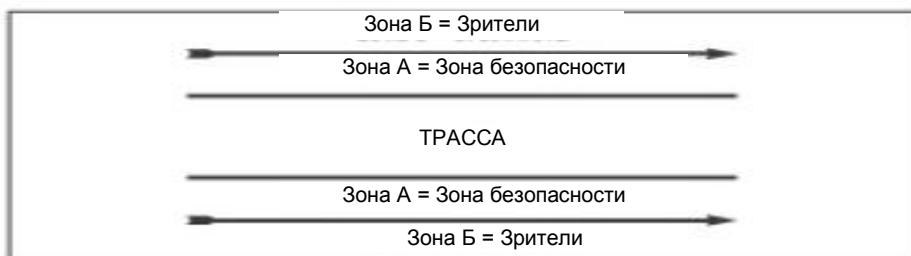 Зона Б = Зрители
Зона А = Зона безопасности
ТРАССА
Зона А = Зона безопасности
Зона Б = Зрители